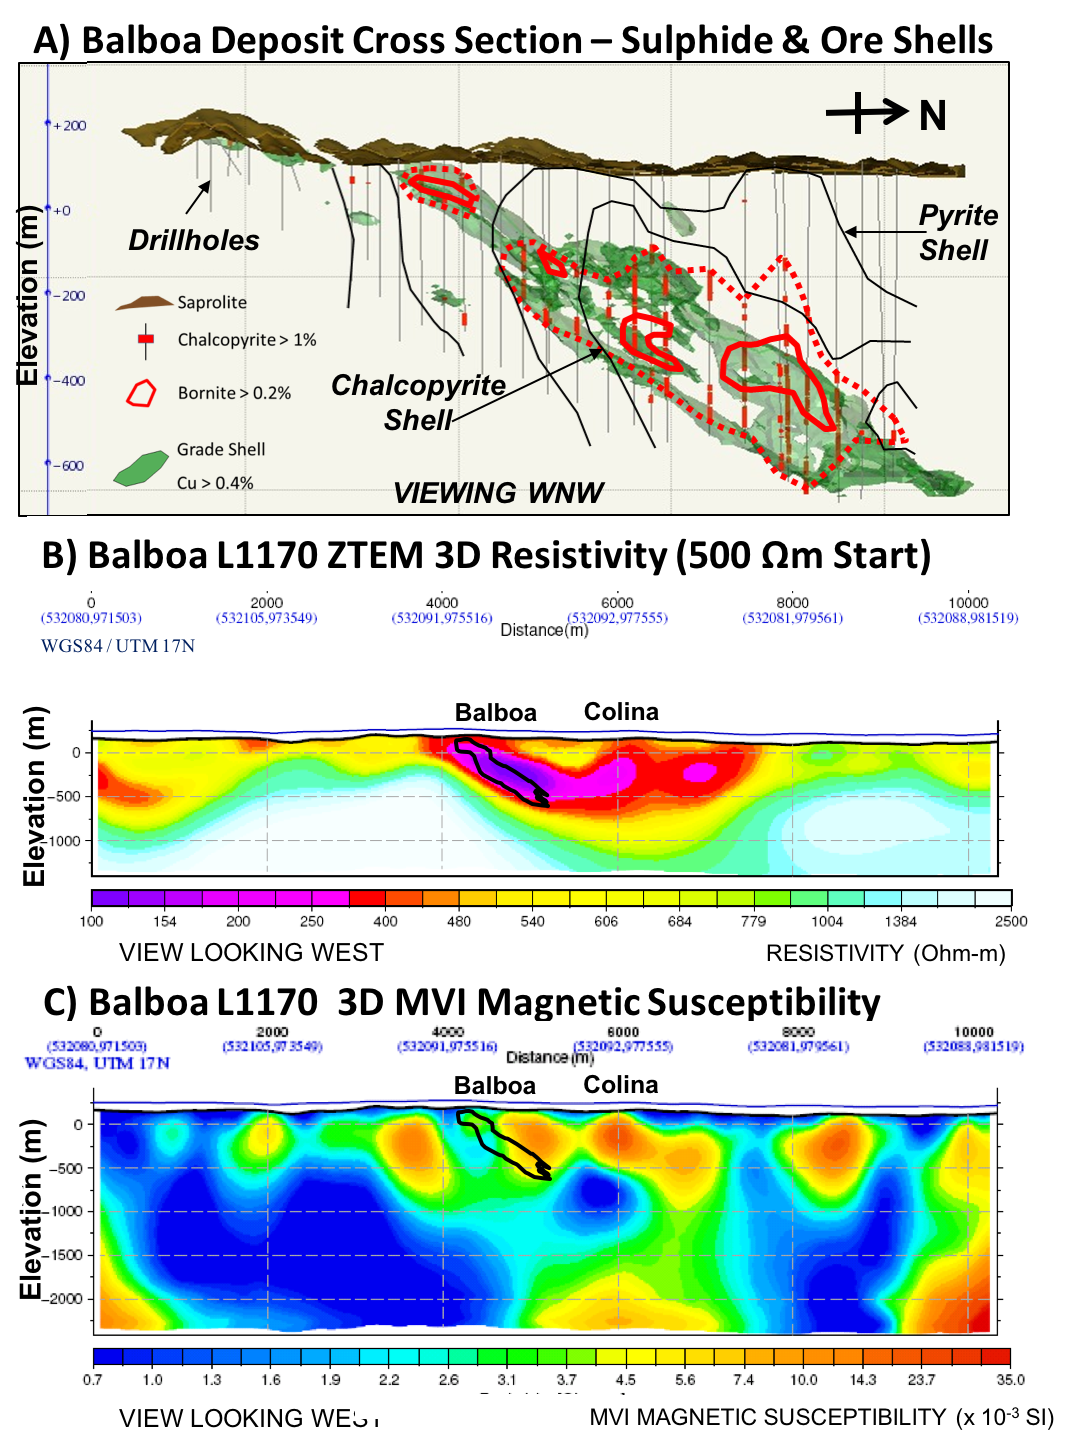 A) Balboa Deposit Cross Section – Sulphide & Ore Shells
N
+200
+0
−200
−400
−600
Elevation (m)
Drillholes
Pyrite
Shell
Saprolite
Chalcopyrite > 1%
Bornite > 0.2%
Grade Shell
Cu > 0.4%
Chalcopyrite
Shell
VIEWING WNW
B) Balboa L1170 ZTEM 3D Resistivity (500 Ωm Start)
0 2000 4000 6000 8000 10000
(532080,971503) (532105,973549) (532091,975516) (532092,977555) (532081,979561) (532088,981519)
Distance(m)
WGS84 / UTM 17N
Balboa Colina
Elevation (m)
0
−500
−1000
100 154 200 250 400 480 540 606 684 779 1004 1384 2500
VIEW LOOKING WEST RESISTIVITY (Ohm-m)
C) Balboa L1170 3D MVI Magnetic Susceptibility
0 2000 4000 6000 8000 10000
(532080,971503) (532105,973549) (532091,975516) (532092,977555) (532081,979561) (532088,981519)
WGS84, UTM 17N Distance(m)
Balboa Colina
Elevation (m)
0
−500
−1000
−1500
−2000
0.7 1.0 1.3 1.6 1.9 2.2 2.6 3.1 3.7 4.5 5.6 7.4 10.0 14.3 23.7 35.0
VIEW LOOKING WEST MVI MAGNETIC SUSCEPTIBILITY (x 10-3 SI)